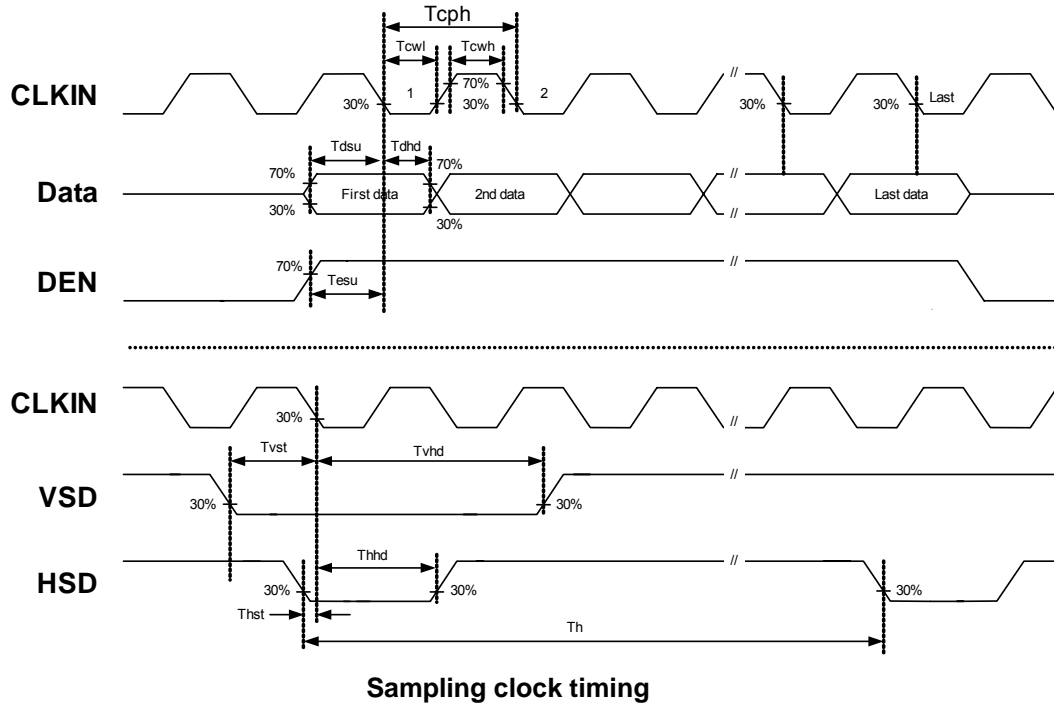 Tcph
Tcwl
Tcwh
CLKIN
30%
1
70%
30%
2
//
30%
30%
Last
Tdsu
Tdhd
Data
70%
30%
First data
70%
30%
2nd data
//
//
Last data
DEN
70%
Tesu
//
CLKIN
30%
//
Tvst
Tvhd
VSD
30%
30%
//
HSD
Thhd
30%
30%
//
30%
Thst
Th
Sampling clock timing